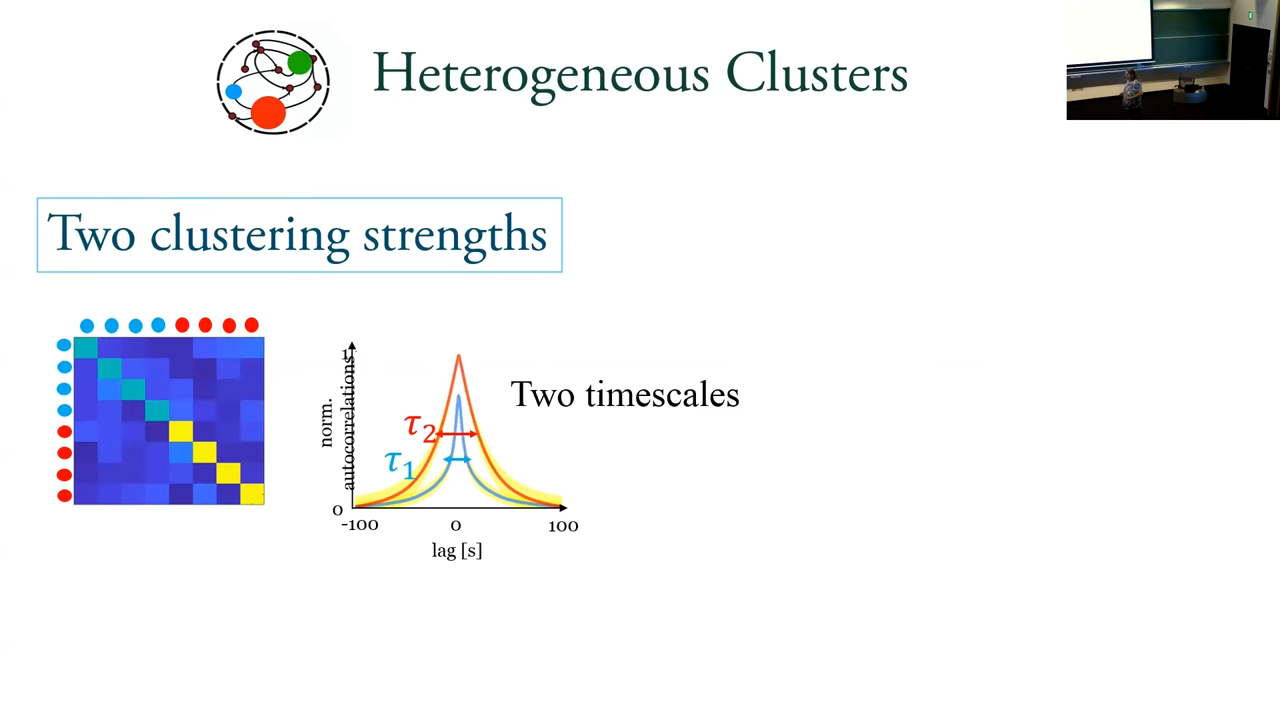 Heterogeneous Clusters
Two clustering strengths
norm.
autocorrelations
1
0
τ2
τ1
Two timescales
-100
0
100
lag [s]